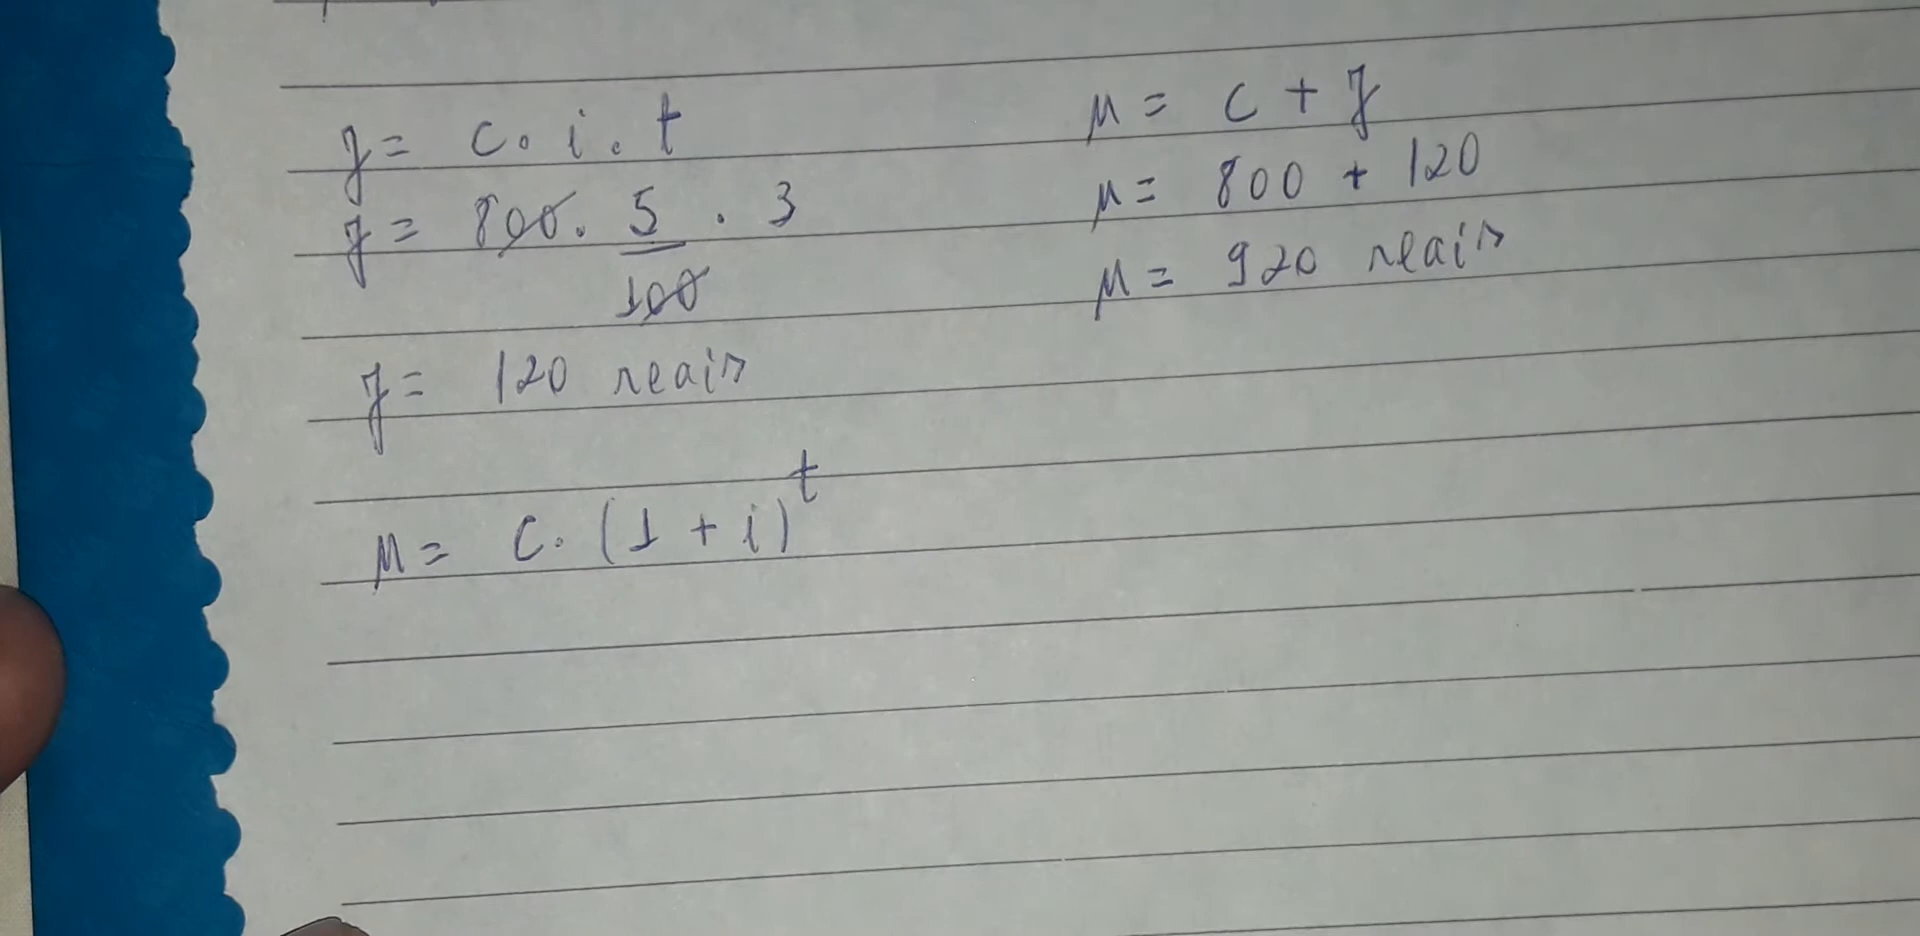 J = C . i . t
J = 800 . 5/100 . 3
J = 120 reais
M = C + J
M = 800 + 120
M = 920 reais
M = C . (1 + i)^t